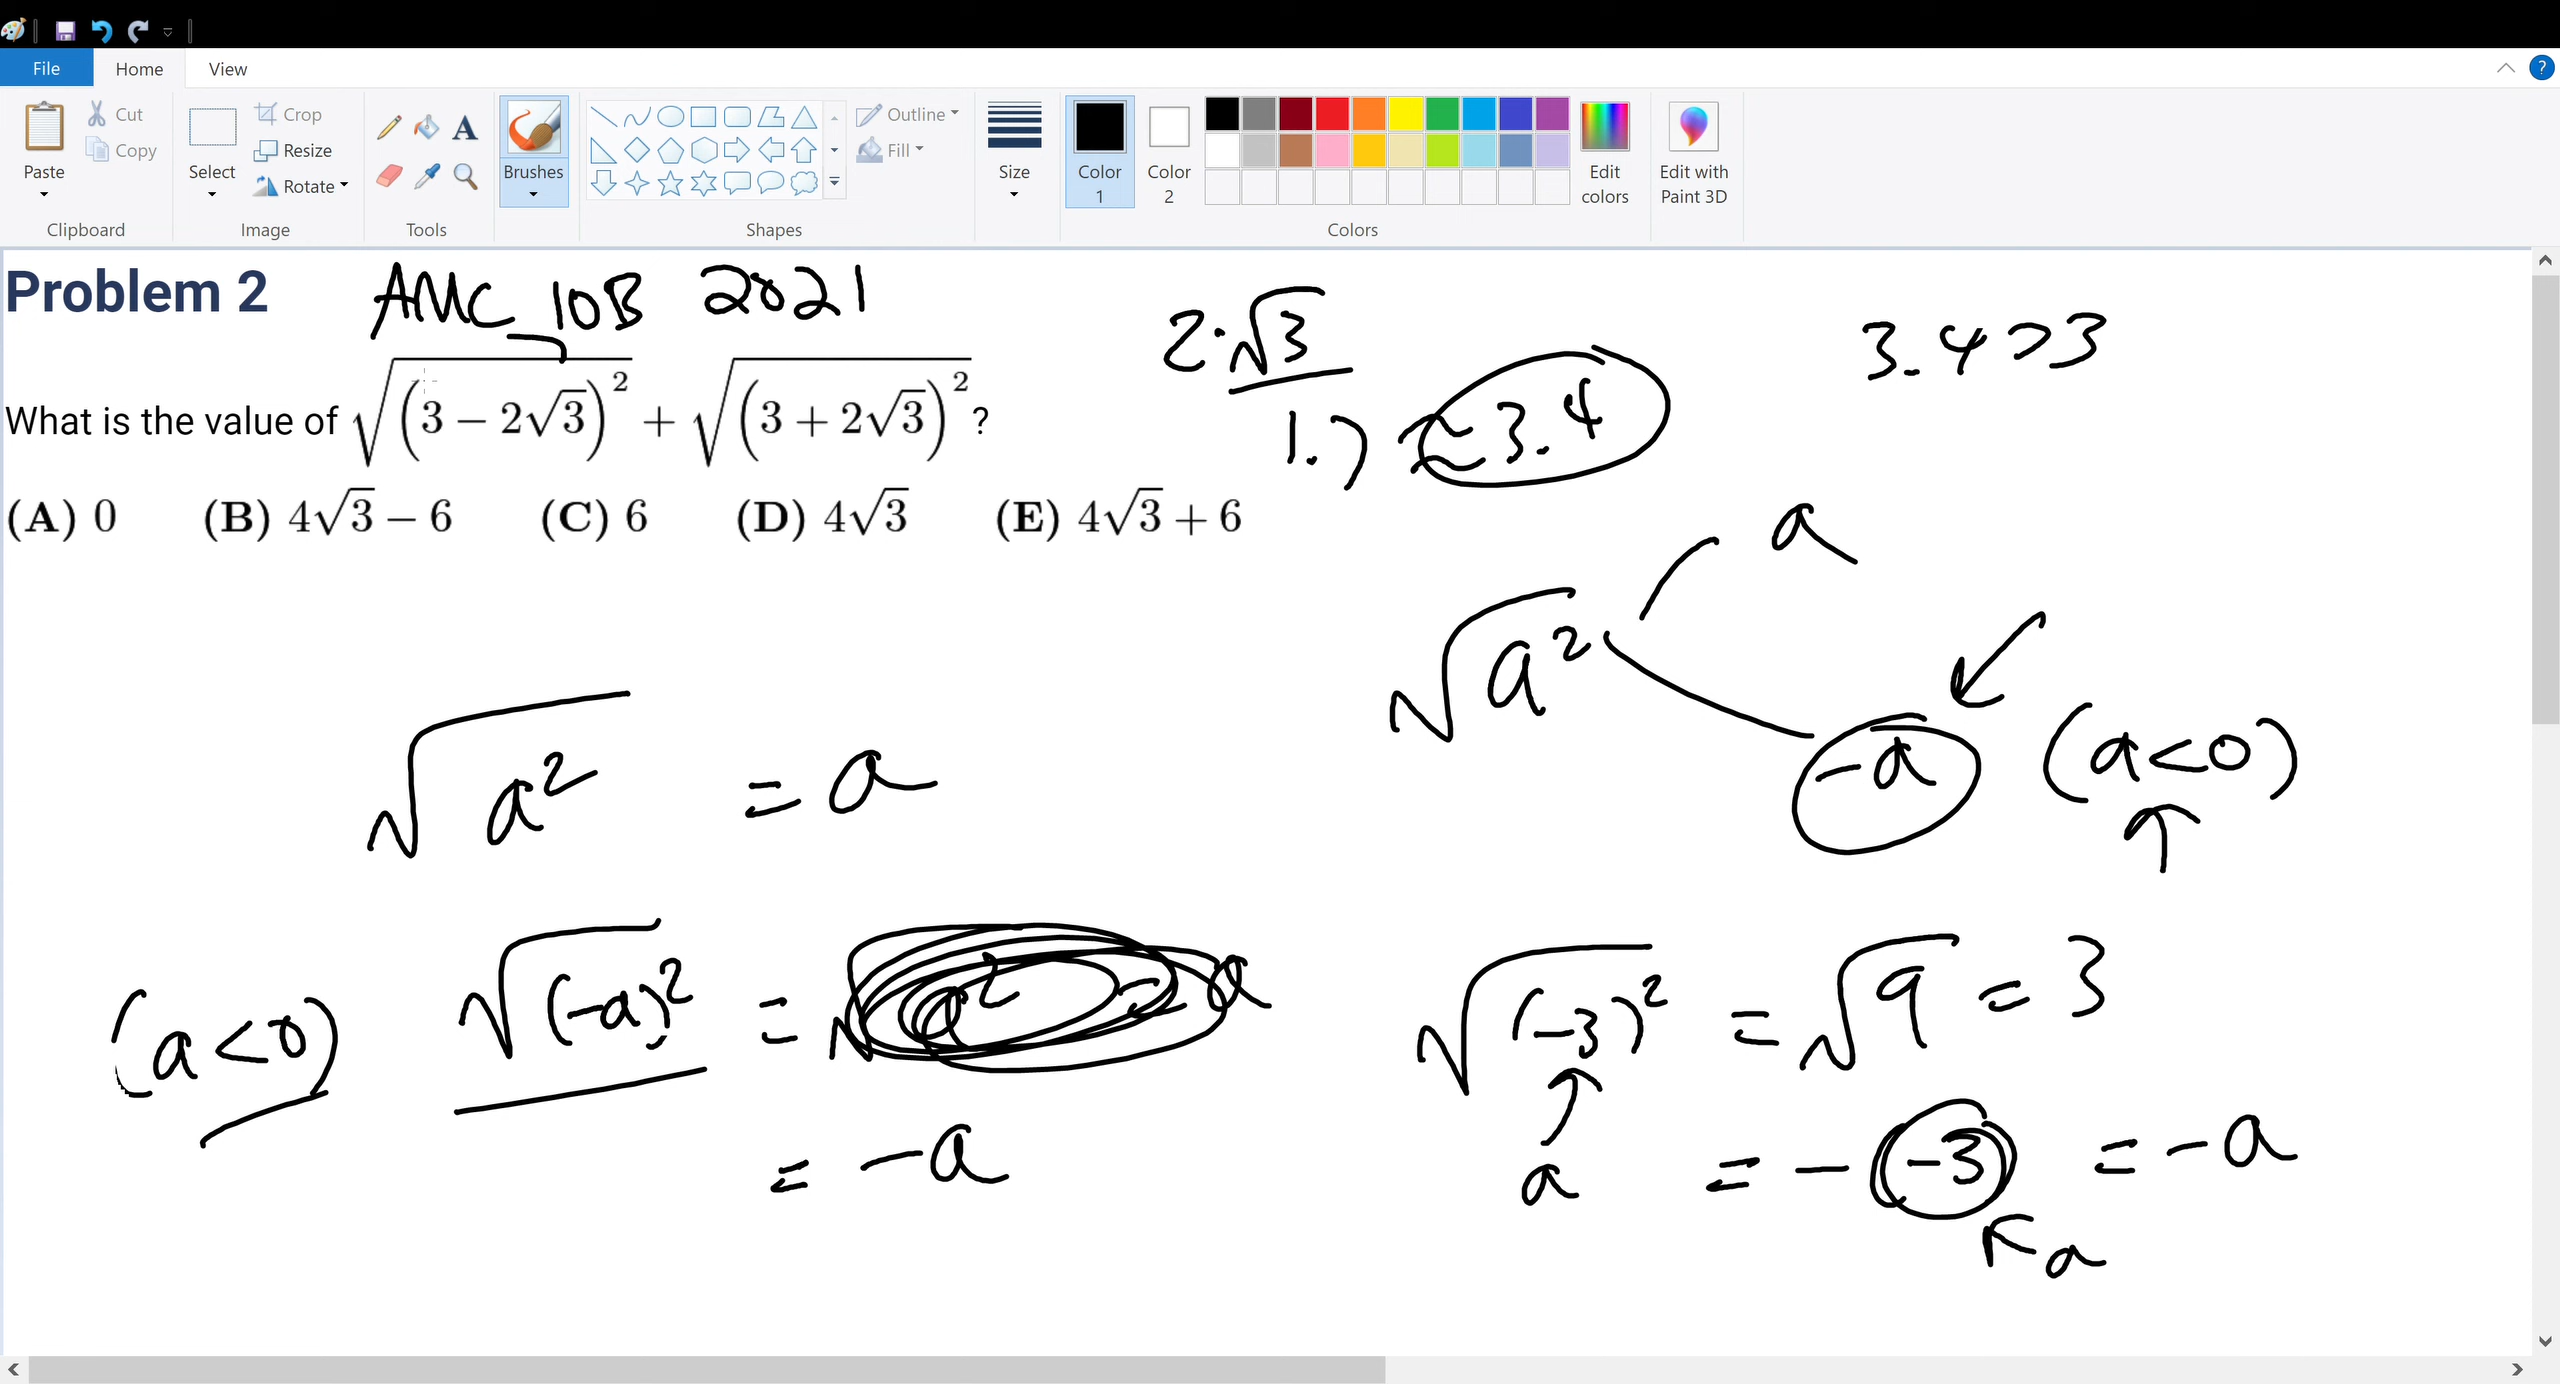 File Home View
Paste Cut Copy Clipboard
Select Crop Resize Rotate Image
A Tools
Brushes
Shapes Outline Fill
Size
Color 1 Color 2 Edit colors Colors
Edit with Paint 3D
?
Problem 2 AMC 10B 2021
2·√3 3.4 > 3
1.7 ≈ 3.4
What is the value of √((3 − 2√3)²) + √((3 + 2√3)²)?
(A) 0 (B) 4√3 − 6 (C) 6 (D) 4√3 (E) 4√3 + 6
√a² a
-a (a<0)
√a² = a
(a<0) √(-a)² = √a² = a
√(-3)² = √9 = 3
= -a
a = - (-3) = -a
a